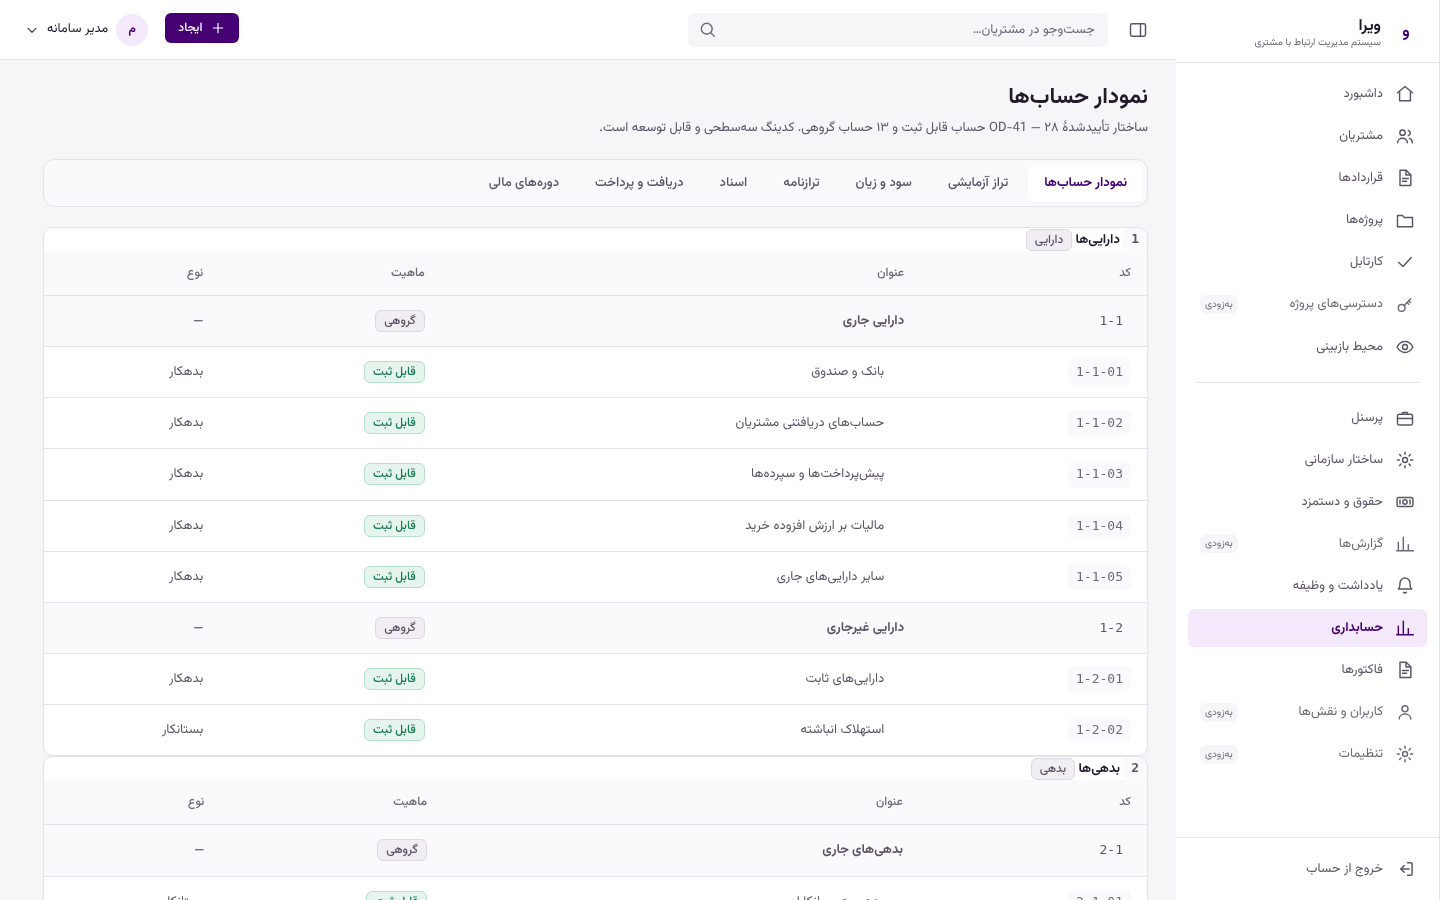 و
ویرا
سیستم مدیریت ارتباط با مشتری
داشبورد
مشتریان
قراردادها
پروژه‌ها
کارتابل
دسترسی‌های پروژه به‌زودی
محیط بازبینی
پرسنل
ساختار سازمانی
حقوق و دستمزد
گزارش‌ها به‌زودی
یادداشت و وظیفه
حسابداری
فاکتورها
کاربران و نقش‌ها به‌زودی
تنظیمات به‌زودی
خروج از حساب
جست‌وجو در مشتریان...
ایجاد
م مدیر سامانه
نمودار حساب‌ها
ساختار تأییدشدهٔ OD-41 — ۲۸ حساب قابل ثبت و ۱۳ حساب گروهی. کدینگ سه‌سطحی و قابل توسعه است.
نمودار حساب‌ها تراز آزمایشی سود و زیان ترازنامه اسناد دریافت و پرداخت دوره‌های مالی
1 دارایی‌ها دارایی
کد عنوان ماهیت نوع
1-1 دارایی جاری گروهی —
1-1-01 بانک و صندوق قابل ثبت بدهکار
1-1-02 حساب‌های دریافتنی مشتریان قابل ثبت بدهکار
1-1-03 پیش‌پرداخت‌ها و سپرده‌ها قابل ثبت بدهکار
1-1-04 مالیات بر ارزش افزوده خرید قابل ثبت بدهکار
1-1-05 سایر دارایی‌های جاری قابل ثبت بدهکار
1-2 دارایی غیرجاری گروهی —
1-2-01 دارایی‌های ثابت قابل ثبت بدهکار
1-2-02 استهلاک انباشته قابل ثبت بستانکار
2 بدهی‌ها بدهی
کد عنوان ماهیت نوع
2-1 بدهی‌های جاری گروهی —